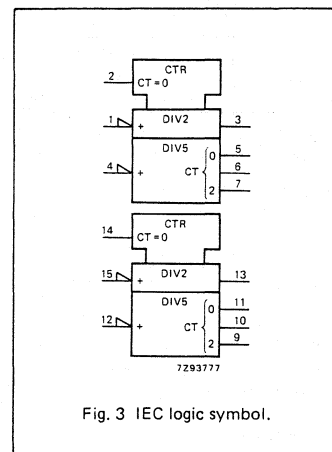 CTR
2
CT=0
DIV2
1
+
3
DIV5
4
+
CT
0
5
6
2
7
CTR
14
CT=0
DIV2
15
+
13
DIV5
12
+
CT
0
11
10
2
9
7Z93777
Fig. 3 IEC logic symbol.